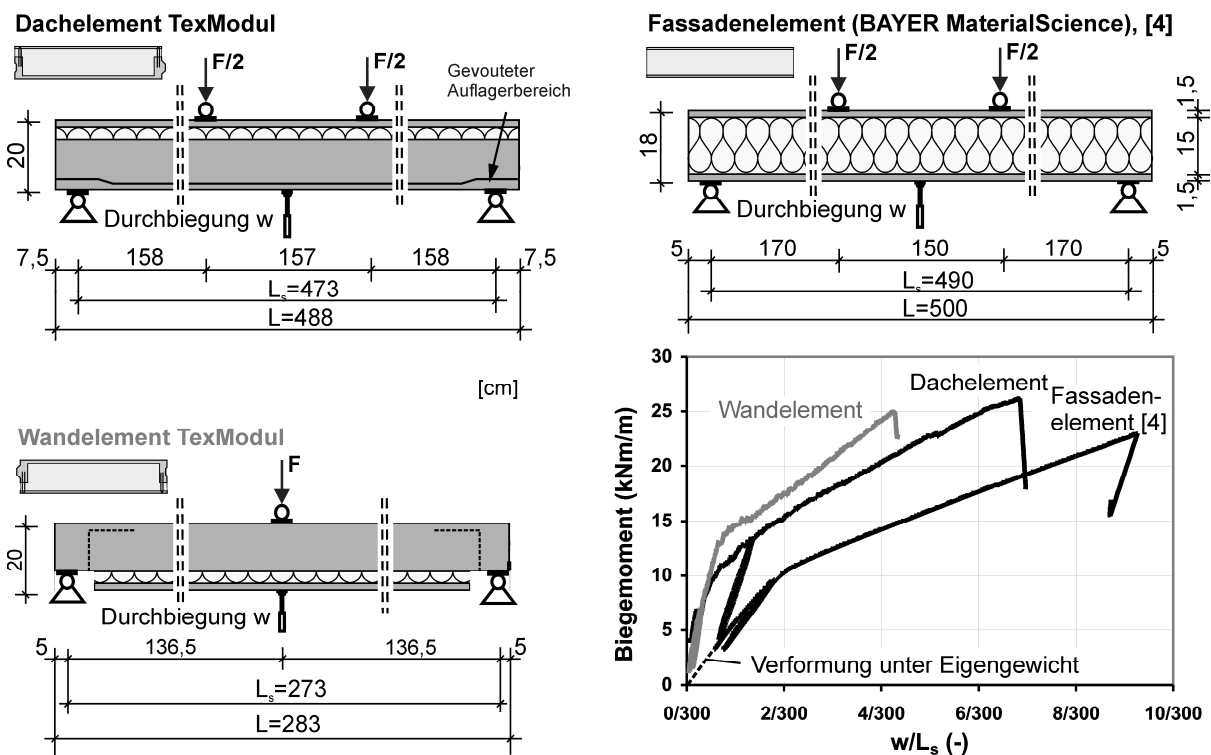 Dachelement TexModul
F/2
F/2
Gevouteter
Auflagerbereich
20
Durchbiegung w
7,5
158
157
158
7,5
Ls=473
L=488
Fassadenelement (BAYER MaterialScience), [4]
F/2
F/2
18
1,5
15
1,5
Durchbiegung w
5
170
150
170
5
Ls=490
L=500
[cm]
Wandelement TexModul
F
20
Durchbiegung w
5
136,5
136,5
5
Ls=273
L=283
Biegemoment (kNm/m)
30
25
20
15
10
5
0
Wandelement
Dachelement
Fassaden-
element [4]
Verformung unter Eigengewicht
0/300
2/300
4/300
6/300
8/300
10/300
w/Ls (-)